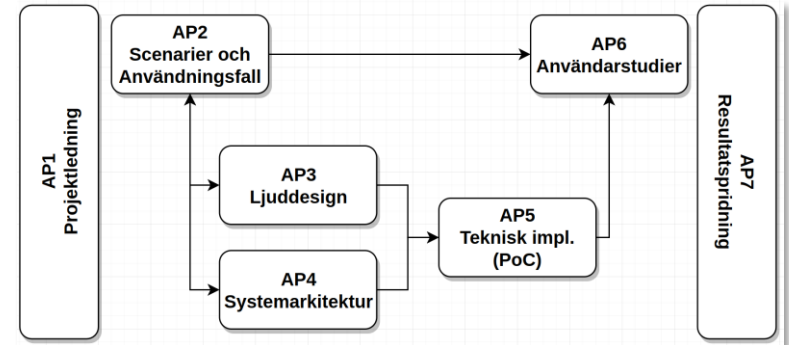 AP1
Projektledning
AP2
Scenarier och
Användningsfall
AP3
Ljuddesign
AP4
Systemarkitektur
AP5
Teknisk impl.
(PoC)
AP6
Användarstudier
AP7
Resultatspridning